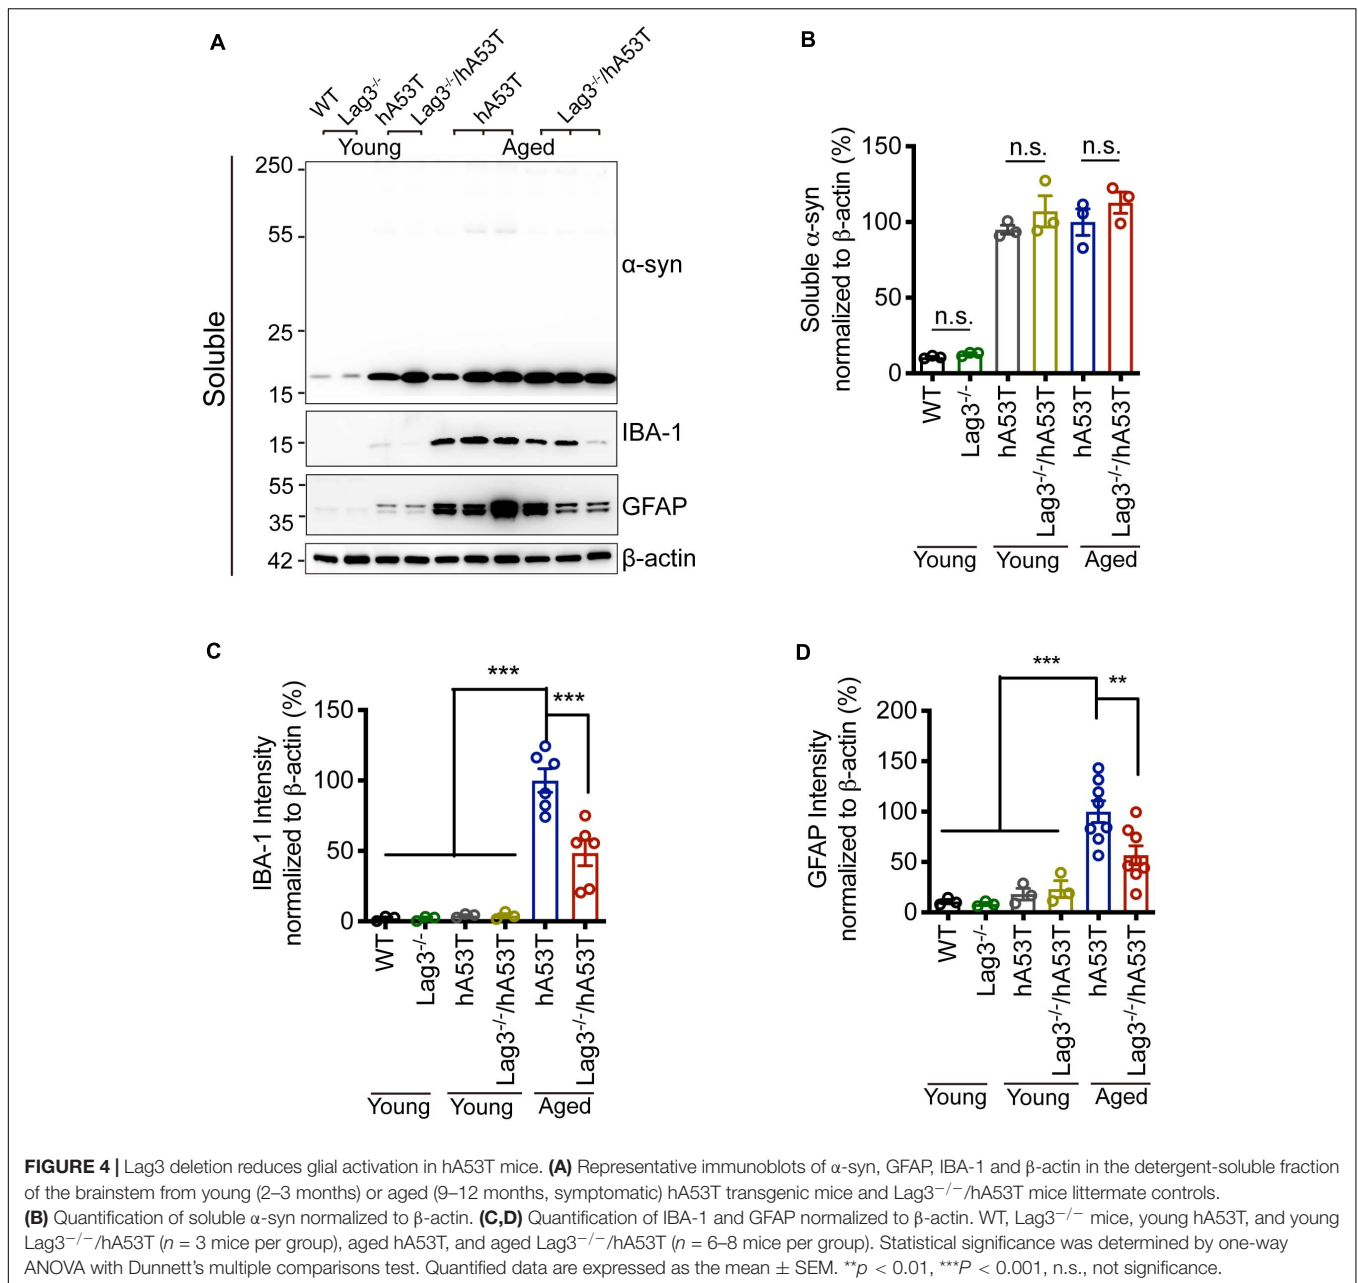 A
WT
Lag3-/-
hA53T
Lag3-/-/hA53T
hA53T
Lag3-/-/hA53T
Young
Aged
Soluble
250
55
25
15
α-syn
15
IBA-1
55
35
GFAP
42
β-actin
B
Soluble α-syn
normalized to β-actin (%)
150
100
50
0
n.s.
n.s.
n.s.
WT
Lag3-/-
hA53T
Lag3-/-/hA53T
hA53T
Lag3-/-/hA53T
Young
Young
Aged
C
IBA-1 Intensity
normalized to β-actin (%)
150
100
50
0
***
***
WT
Lag3-/-
hA53T
Lag3-/-/hA53T
hA53T
Lag3-/-/hA53T
Young
Young
Aged
D
GFAP Intensity
normalized to β-actin (%)
200
150
100
50
0
***
**
WT
Lag3-/-
hA53T
Lag3-/-/hA53T
hA53T
Lag3-/-/hA53T
Young
Young
Aged
FIGURE 4 | Lag3 deletion reduces glial activation in hA53T mice. (A) Representative immunoblots of α-syn, GFAP, IBA-1 and β-actin in the detergent-soluble fraction
of the brainstem from young (2–3 months) or aged (9–12 months, symptomatic) hA53T transgenic mice and Lag3−/−/hA53T mice littermate controls.
(B) Quantification of soluble α-syn normalized to β-actin. (C,D) Quantification of IBA-1 and GFAP normalized to β-actin. WT, Lag3−/− mice, young hA53T, and young
Lag3−/−/hA53T (n = 3 mice per group), aged hA53T, and aged Lag3−/−/hA53T (n = 6–8 mice per group). Statistical significance was determined by one-way
ANOVA with Dunnett's multiple comparisons test. Quantified data are expressed as the mean ± SEM. **p < 0.01, ***P < 0.001, n.s., not significance.